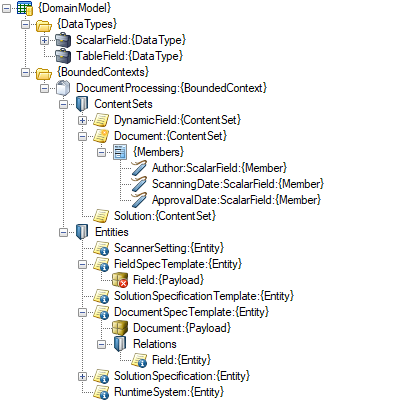 {DomainModel}
{DataTypes}
ScalarField:{DataType}
TableField:{DataType}
{BoundedContexts}
DocumentProcessing:{BoundedContext}
ContentSets
DynamicField:{ContentSet}
Document:{ContentSet}
{Members}
Author:ScalarField:{Member}
ScanningDate:ScalarField:{Member}
ApprovalDate:ScalarField:{Member}
Solution:{ContentSet}
Entities
ScannerSetting:{Entity}
FieldSpecTemplate:{Entity}
Field:{Payload}
SolutionSpecificationTemplate:{Entity}
DocumentSpecTemplate:{Entity}
Document:{Payload}
Relations
Field:{Entity}
SolutionSpecification:{Entity}
RuntimeSystem:{Entity}